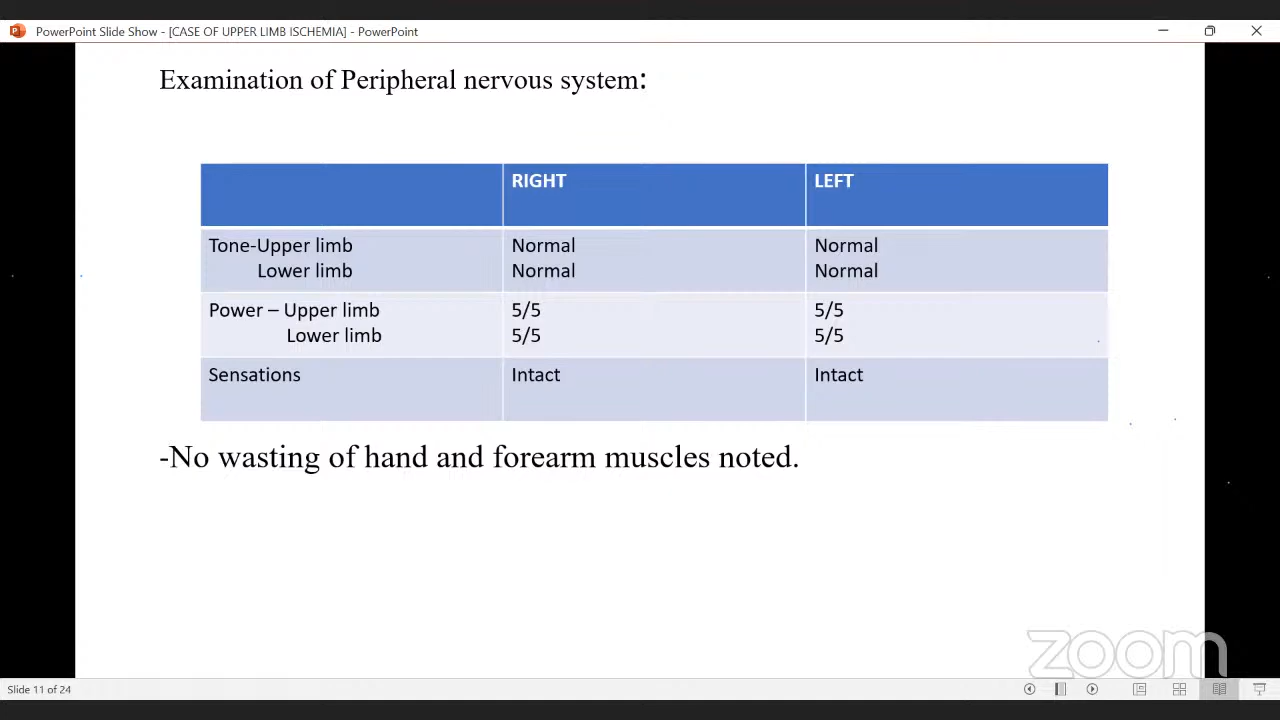 PowerPoint Slide Show - [CASE OF UPPER LIMB ISCHEMIA] - PowerPoint
Examination of Peripheral nervous system:
RIGHT LEFT
Tone-Upper limb Normal Normal
Lower limb Normal Normal
Power – Upper limb 5/5 5/5
Lower limb 5/5 5/5
Sensations Intact Intact
-No wasting of hand and forearm muscles noted.
zoom
Slide 11 of 24